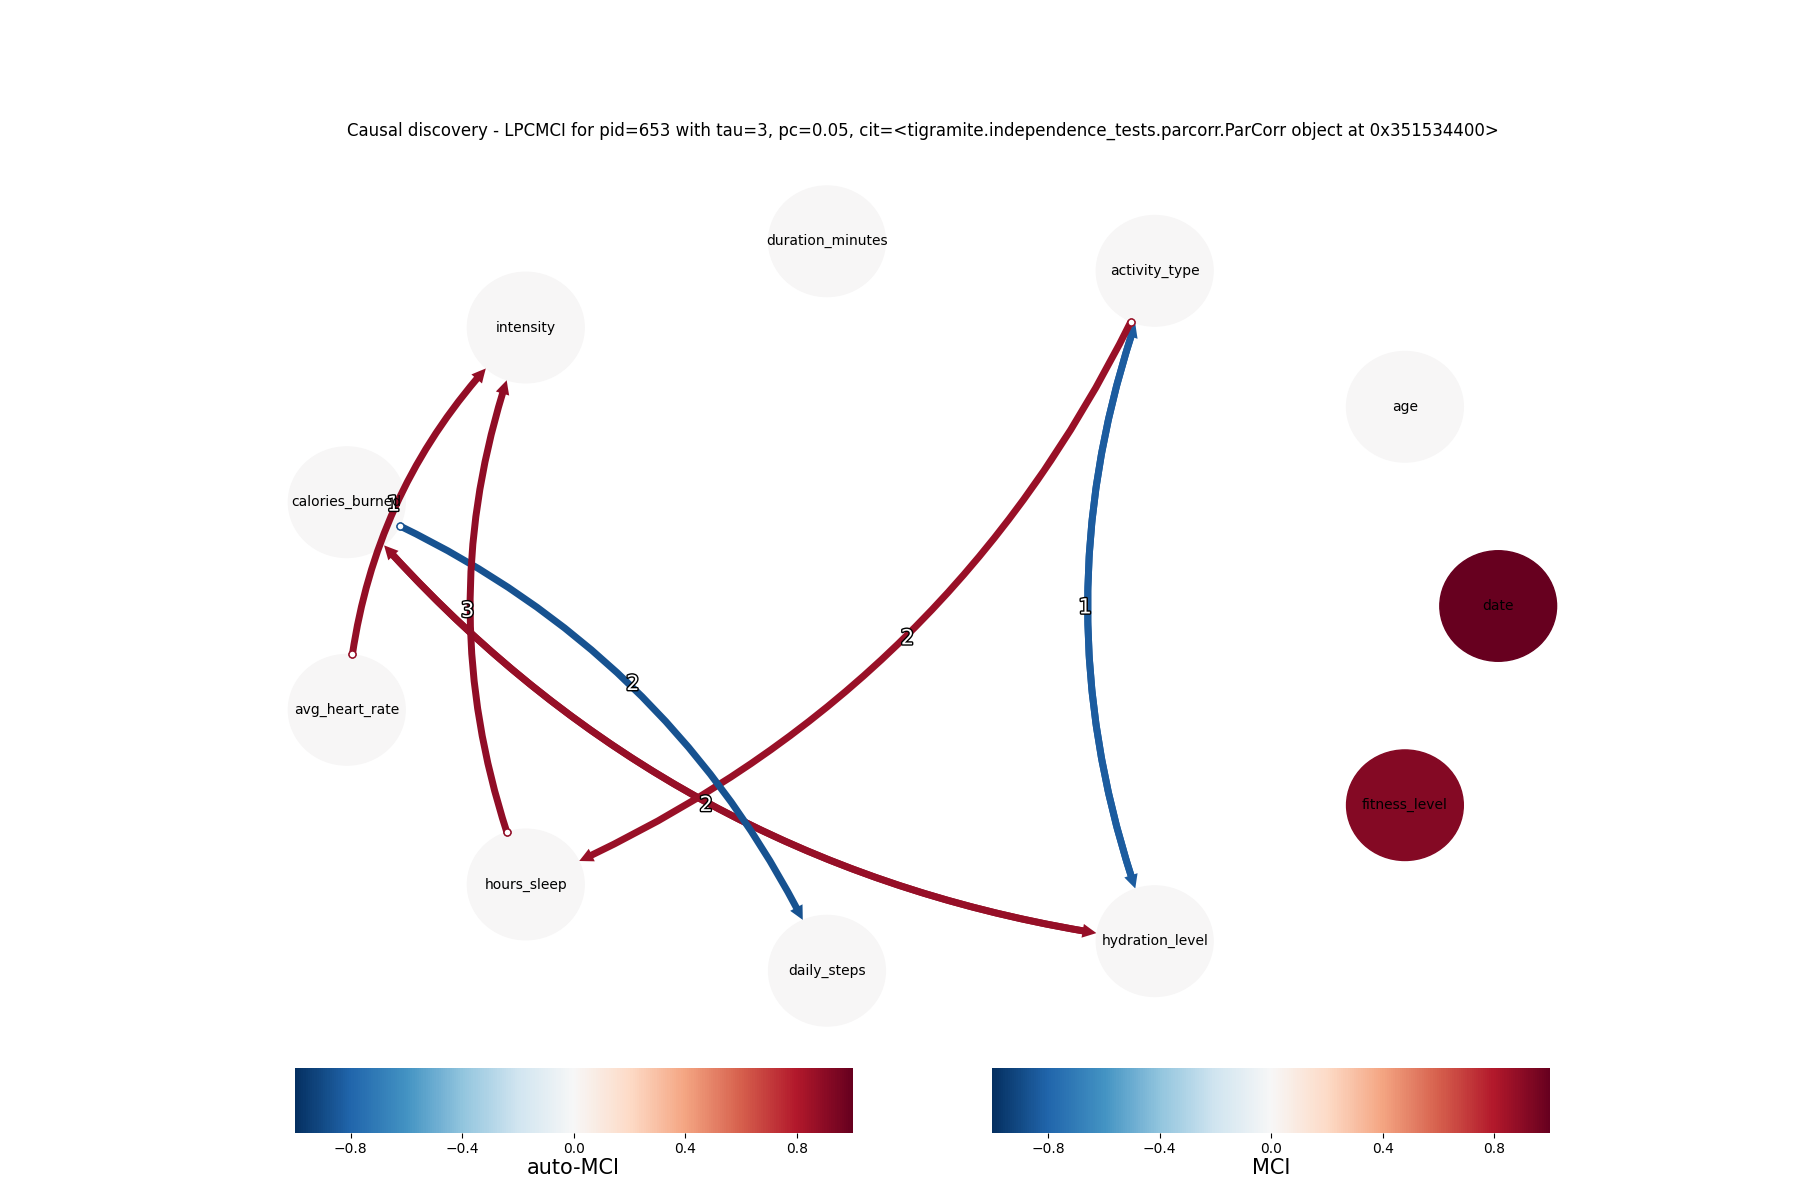 Causal discovery - LPCMCI for pid=653 with tau=3, pc=0.05, cit=<tigramite.independence_tests.parcorr.ParCorr object at 0x351534400>
duration_minutes
activity_type
intensity
age
calories_burned
1
date
3
1
2
2
avg_heart_rate
2
fitness_level
hours_sleep
hydration_level
daily_steps
−0.8 −0.4 0.0 0.4 0.8
auto-MCI
−0.8 −0.4 0.0 0.4 0.8
MCI